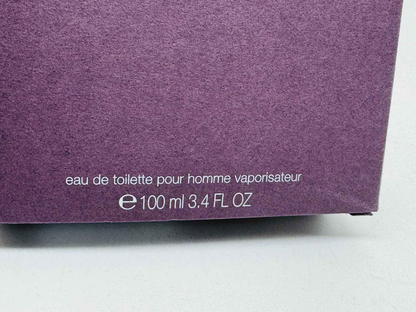 eau de toilette pour homme vaporisateur
℮ 100 ml 3.4 FL OZ